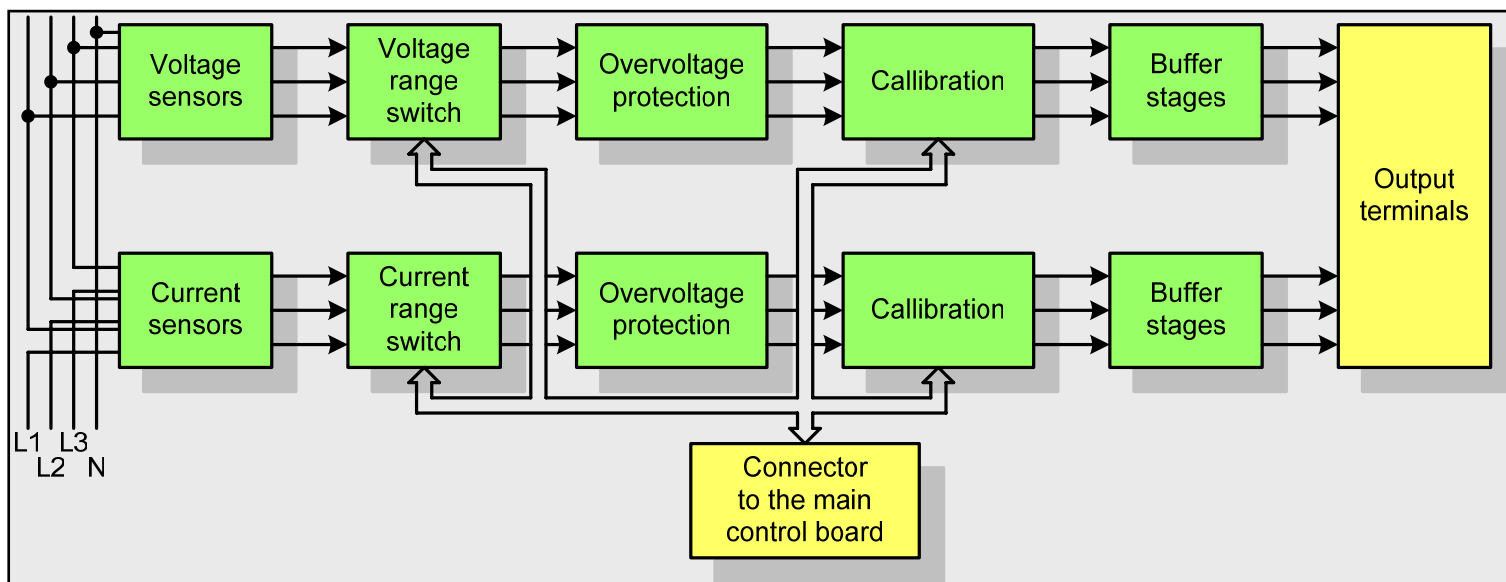 Voltage
sensors
Voltage
range
switch
Overvoltage
protection
Callibration
Buffer
stages
Output
terminals
Current
sensors
Current
range
switch
Overvoltage
protection
Callibration
Buffer
stages
L1 L3
L2 N
Connector
to the main
control board